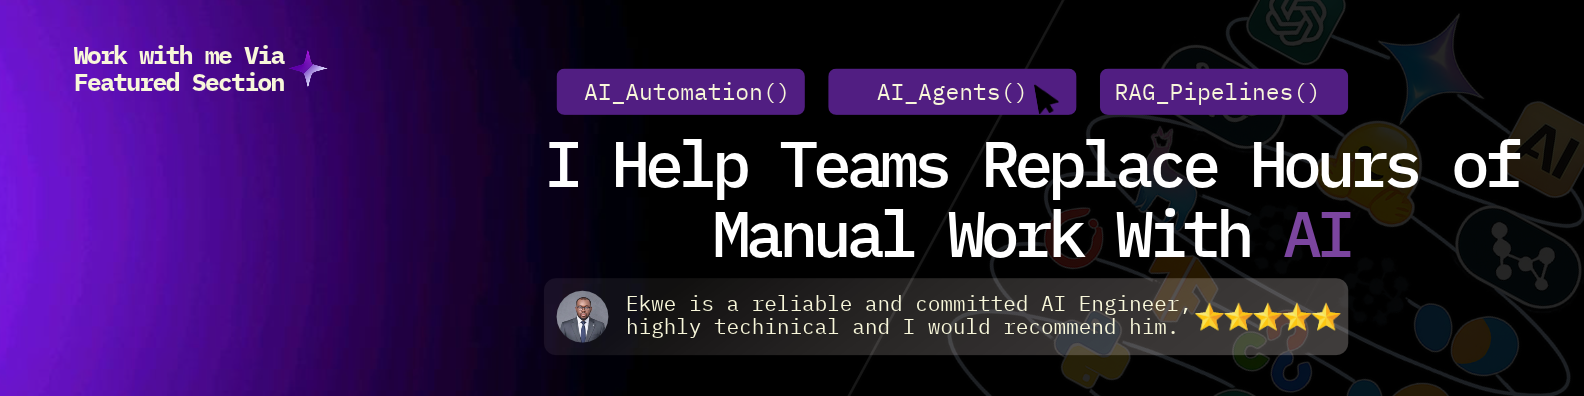 Work with me Via
Featured Section
AI_Automation()
AI_Agents()
RAG_Pipelines()
I Help Teams Replace Hours of
Manual Work With AI
Ekwe is a reliable and committed AI Engineer,
highly techinical and I would recommend him.
AI